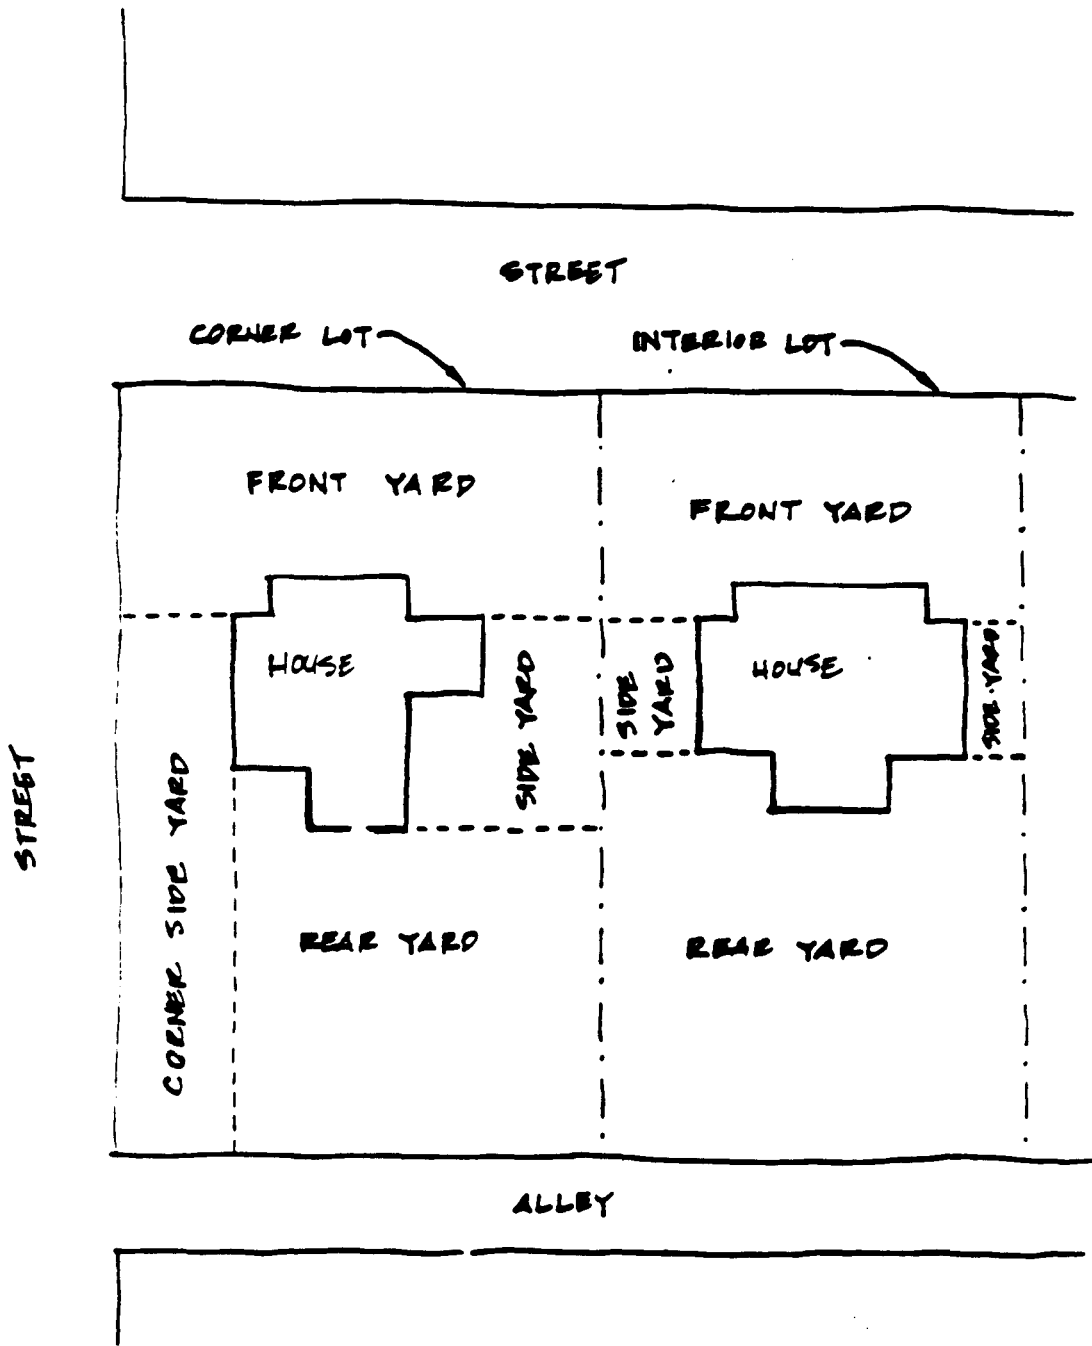 STREET
CORNER LOT
INTERIOR LOT
FRONT YARD
FRONT YARD
HOUSE
SIDE YARD
SIDE
YARD
HOUSE
SIDE YARD
STREET
CORNER SIDE YARD
REAR YARD
REAR YARD
ALLEY